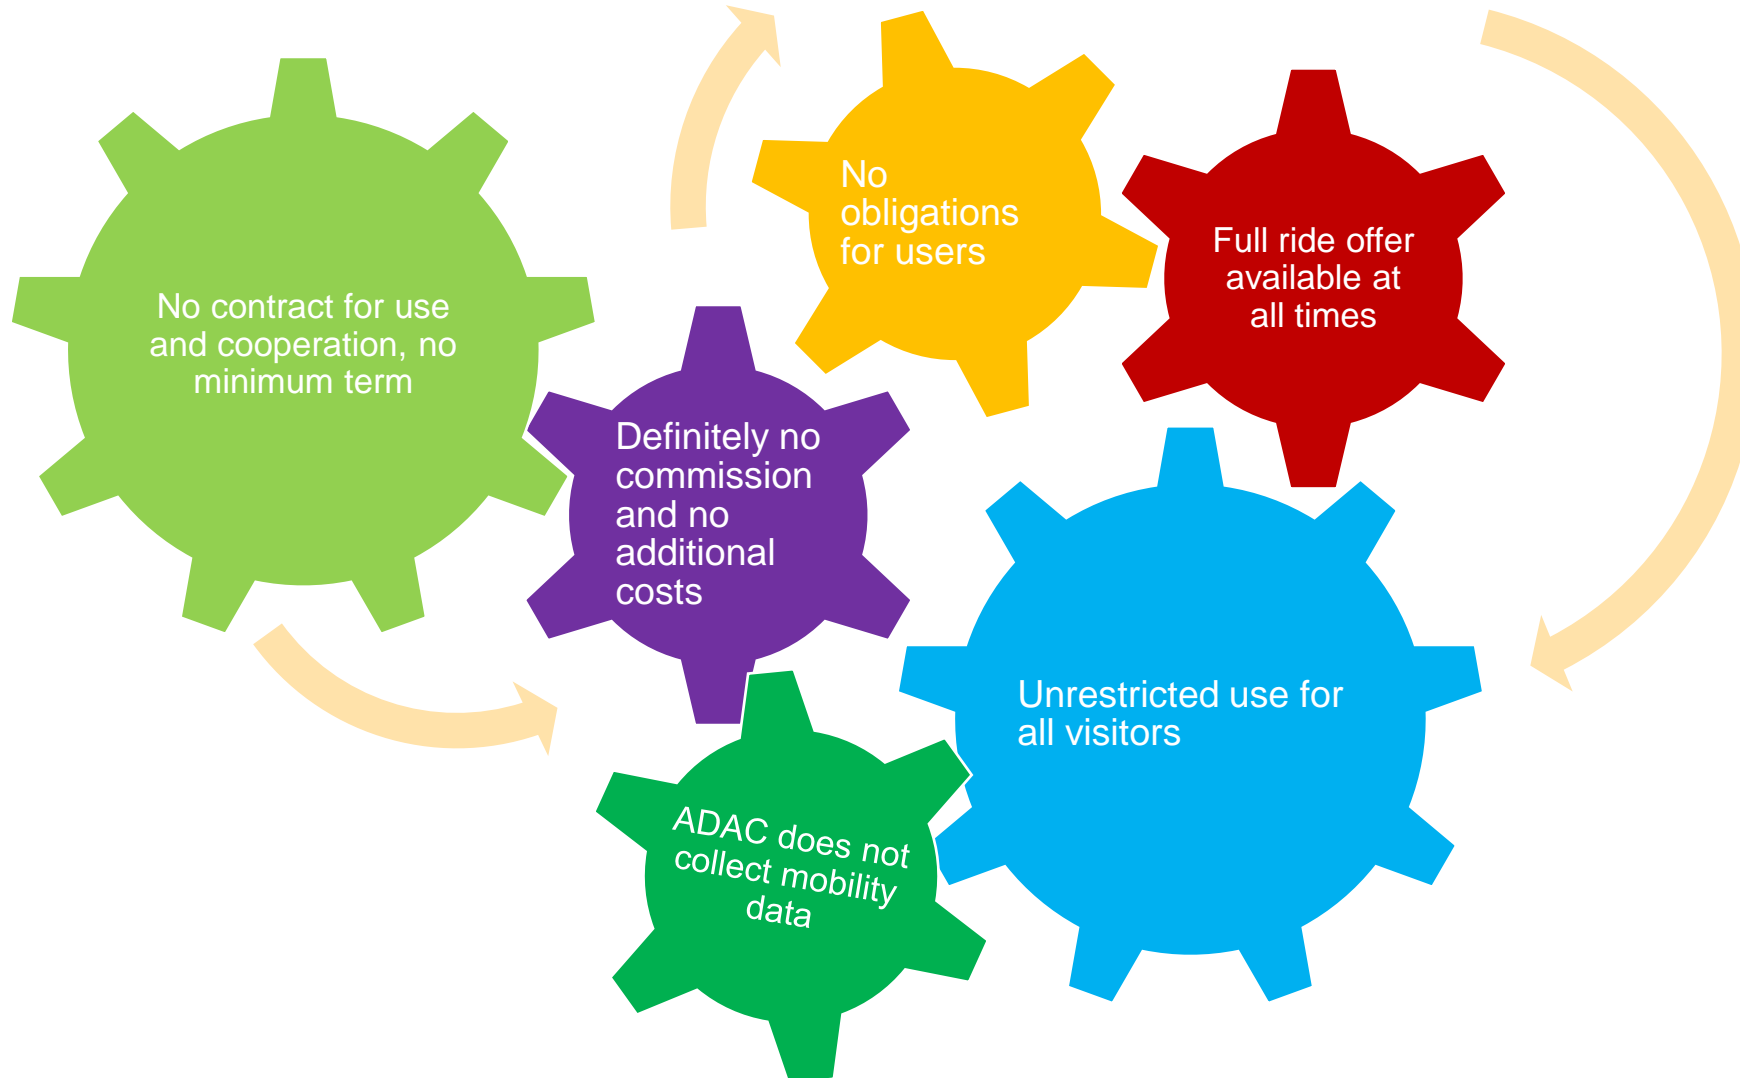 No contract for use
and cooperation, no
minimum term
No
obligations
for users
Full ride offer
available at
all times
Definitely no
commission
and no
additional
costs
Unrestricted use for
all visitors
ADAC does not
collect mobility
data